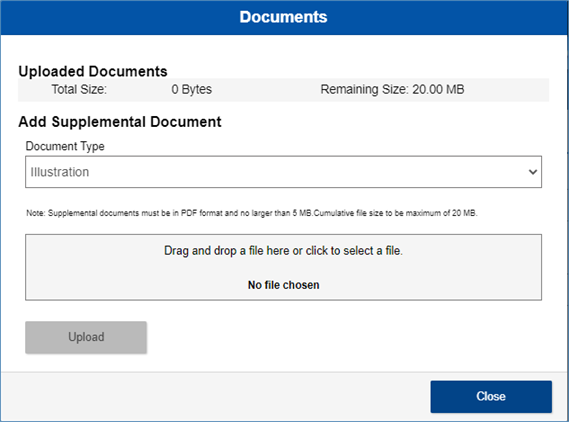 Documents
Uploaded Documents
Total Size: 0 Bytes Remaining Size: 20.00 MB
Add Supplemental Document
Document Type
Illustration
Note: Supplemental documents must be in PDF format and no larger than 5 MB.Cumulative file size to be maximum of 20 MB.
Drag and drop a file here or click to select a file.
No file chosen
Upload
Close